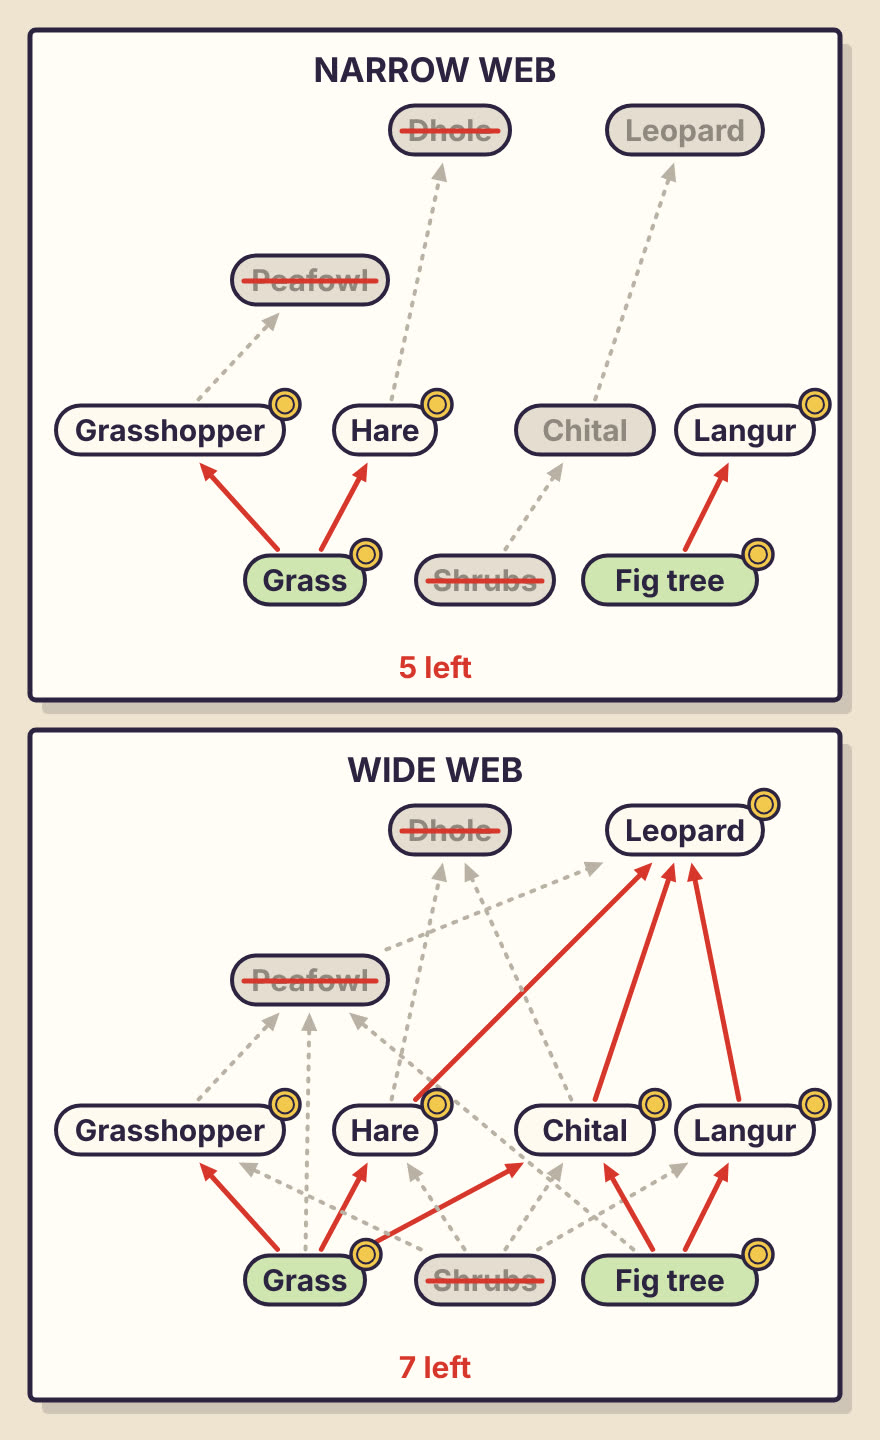 NARROW WEB
Dhole
Leopard
Peafowl
Grasshopper
Hare
Chital
Langur
Grass
Shrubs
Fig tree
5 left
WIDE WEB
Dhole
Leopard
Peafowl
Grasshopper
Hare
Chital
Langur
Grass
Shrubs
Fig tree
7 left